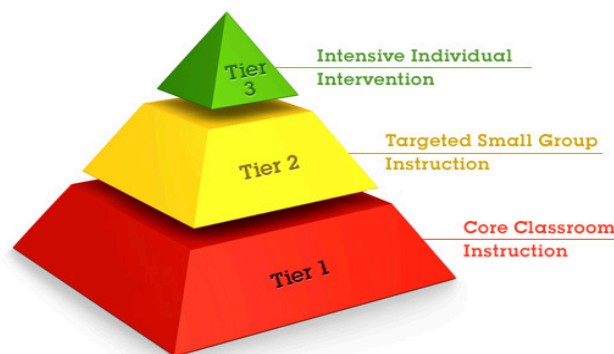 Tier
3
Intensive Individual
Intervention
Tier 2
Targeted Small Group
Instruction
Tier 1
Core Classroom
Instruction